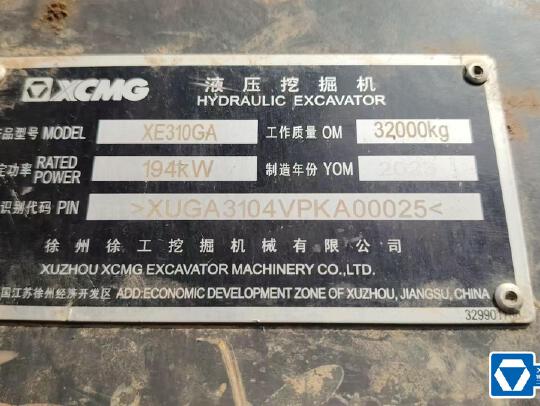 XCMG 液压挖掘机
HYDRAULIC EXCAVATOR
产品型号 MODEL XE310GA 工作质量 OM 32,000kg
定功率 RATED POWER 194kW 制造年份 YOM
识别代码 PIN >XUGA3104VPKA00025<
徐州徐工挖掘机械有限公司
XUZHOU XCMG EXCAVATOR MACHINERY CO.,LTD.
国江苏徐州经济开发区 ADD:ECONOMIC DEVELOPMENT ZONE OF XUZHOU, JIANGSU, CHINA